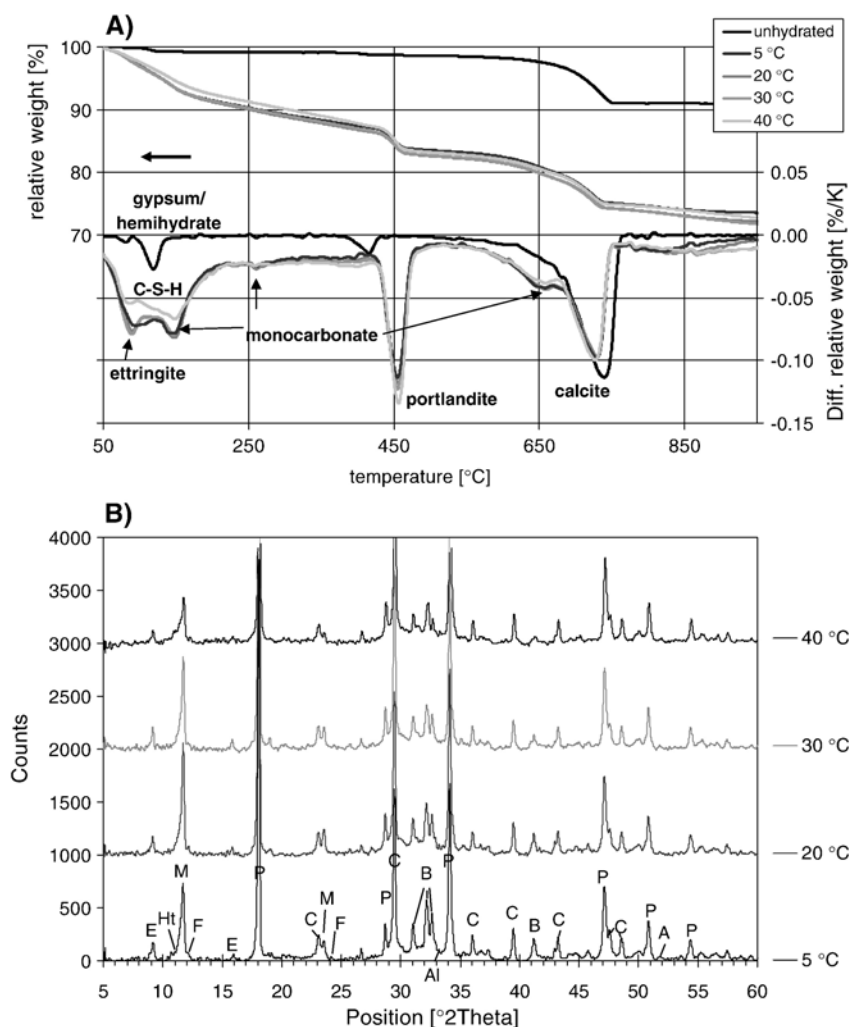 A)
unhydrated
5 °C
20 °C
30 °C
40 °C
relative weight [%]
100
90
80
70
0.05
0.00
-0.05
-0.10
-0.15
Diff. relative weight [%/K]
gypsum/
hemihydrate
C-S-H
monocarbonate
ettringite
portlandite
calcite
50
250
450
650
850
temperature [°C]
B)
Counts
4000
3500
3000
2500
2000
1500
1000
500
0
40 °C
30 °C
20 °C
5 °C
E
Ht
M
F
E
P
C
M
F
P
C
B
Al
P
C
C
B
C
P
C
P
A
P
5
10
15
20
25
30
35
40
45
50
55
60
Position [°2Theta]